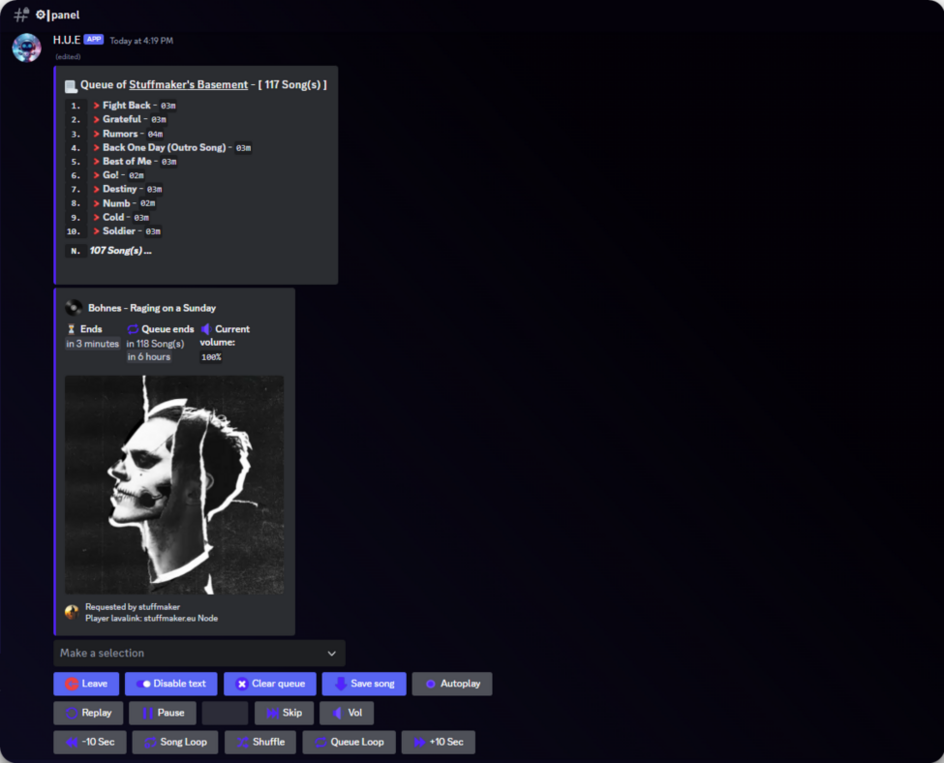 ⚙|panel
H.U.E APP Today at 4:19 PM
(edited)
Queue of Stuffmaker's Basement - [ 117 Song(s) ]
1. > Fight Back - 03m
2. > Grateful - 03m
3. > Rumors - 04m
4. > Back One Day (Outro Song) - 03m
5. > Best of Me - 03m
6. > Go! - 02m
7. > Destiny - 03m
8. > Numb - 02m
9. > Cold - 03m
10. > Soldier - 03m
N. 107 Song(s) ...
Bohnes - Raging on a Sunday
Ends
in 3 minutes
Queue ends
in 118 Song(s)
in 6 hours
Current
volume:
100%
Requested by stuffmaker
Player lavalink: stuffmaker.eu Node
Make a selection
Leave Disable text Clear queue Save song Autoplay
Replay Pause Skip Vol
-10 Sec Song Loop Shuffle Queue Loop +10 Sec